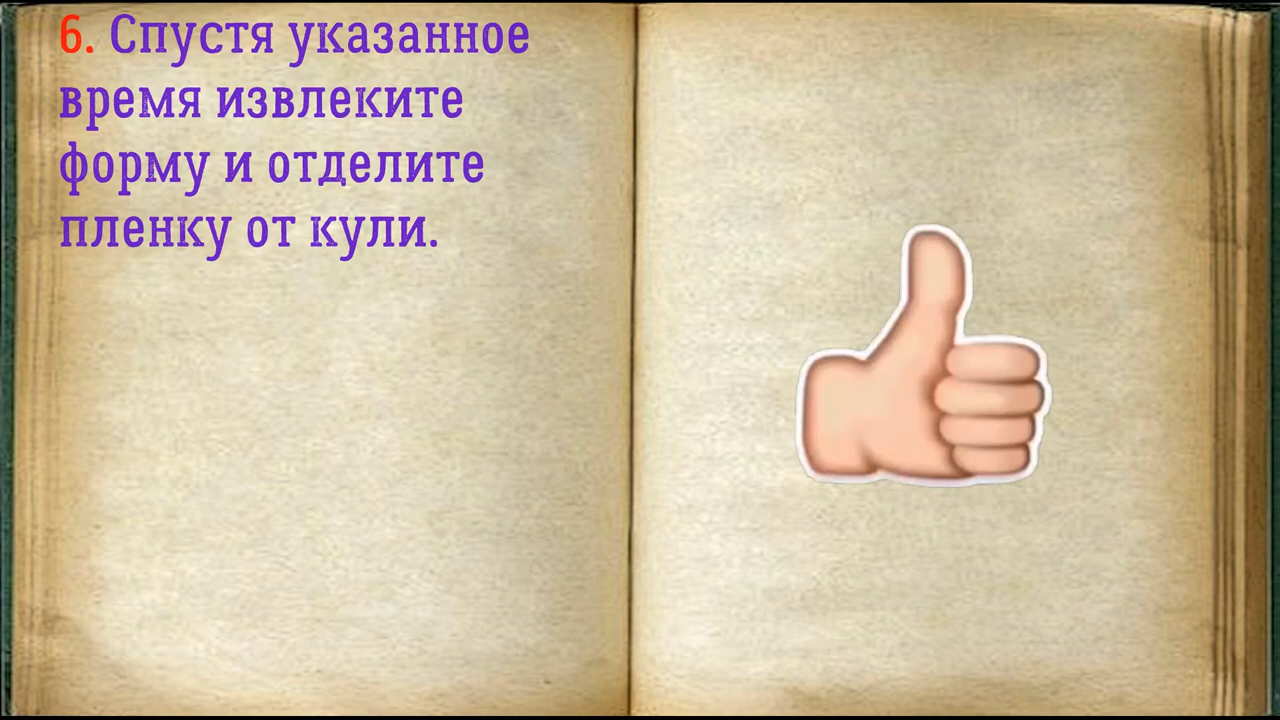 6. Спустя указанное
время извлеките
форму и отделите
пленку от кули.